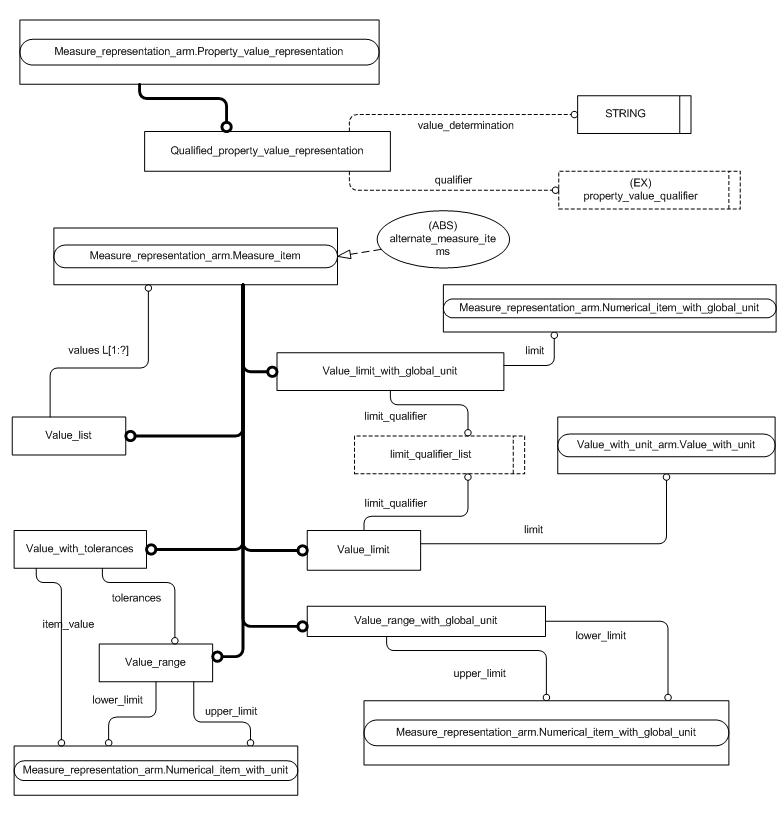 Measure_representation_arm.Property_value_representation
STRING
value_determination
Qualified_property_value_representation
qualifier
(EX)
property_value_qualifier
(ABS)
alternate_measure_ite
ms
Measure_representation_arm.Measure_item
Measure_representation_arm.Numerical_item_with_global_unit
values L[1:?]
limit
Value_limit_with_global_unit
limit_qualifier
Value_list
Value_with_unit_arm.Value_with_unit
limit_qualifier_list
limit_qualifier
limit
Value_with_tolerances
Value_limit
tolerances
item_value
Value_range_with_global_unit
lower_limit
Value_range
upper_limit
lower_limit
upper_limit
Measure_representation_arm.Numerical_item_with_global_unit
Measure_representation_arm.Numerical_item_with_unit